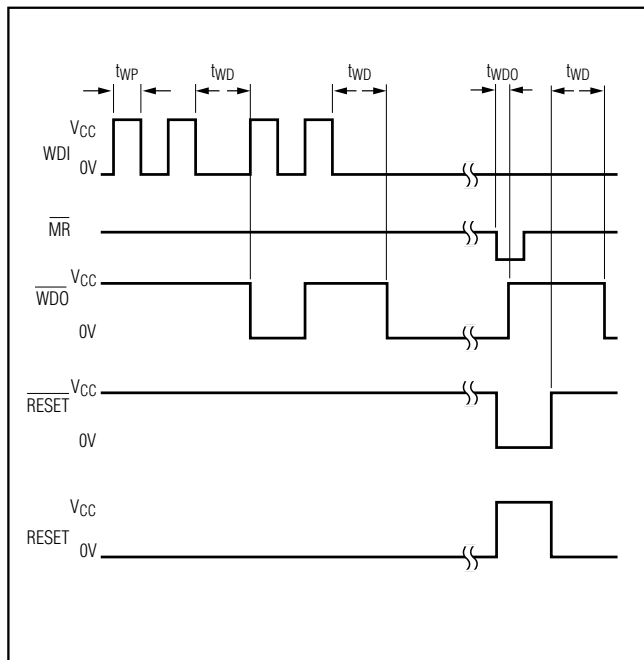 tWP tWD tWD tWDO tWD
VCC
WDI
0V
MR
VCC
WDO
0V
VCC
RESET
0V
VCC
RESET
0V